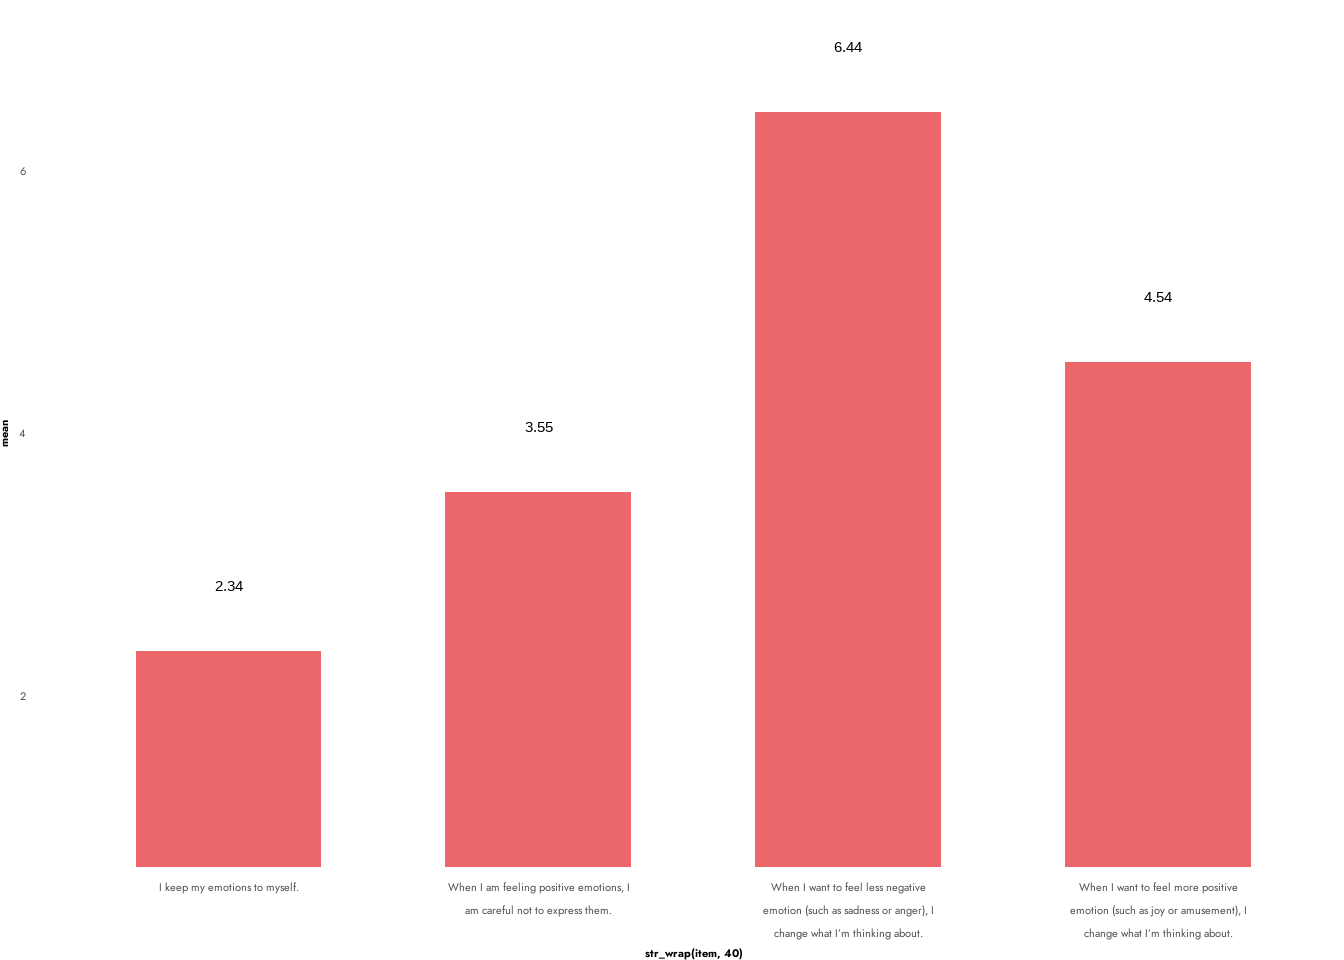 6.44
6
4.54
3.55
mean
4
2.34
2
I keep my emotions to myself.
When I am feeling positive emotions, I
am careful not to express them.
When I want to feel less negative
emotion (such as sadness or anger), I
change what I’m thinking about.
When I want to feel more positive
emotion (such as joy or amusement), I
change what I’m thinking about.
str_wrap(item, 40)